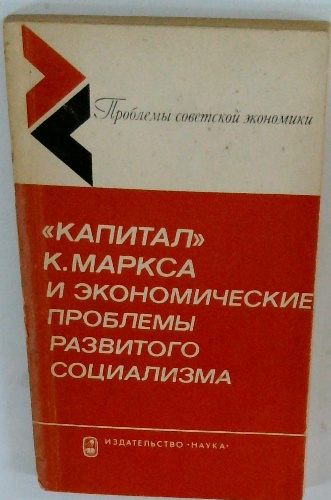 Проблемы советской экономики
«КАПИТАЛ»
К. МАРКСА
И ЭКОНОМИЧЕСКИЕ
ПРОБЛЕМЫ
РАЗВИТОГО
СОЦИАЛИЗМА
ИЗДАТЕЛЬСТВО «НАУКА»